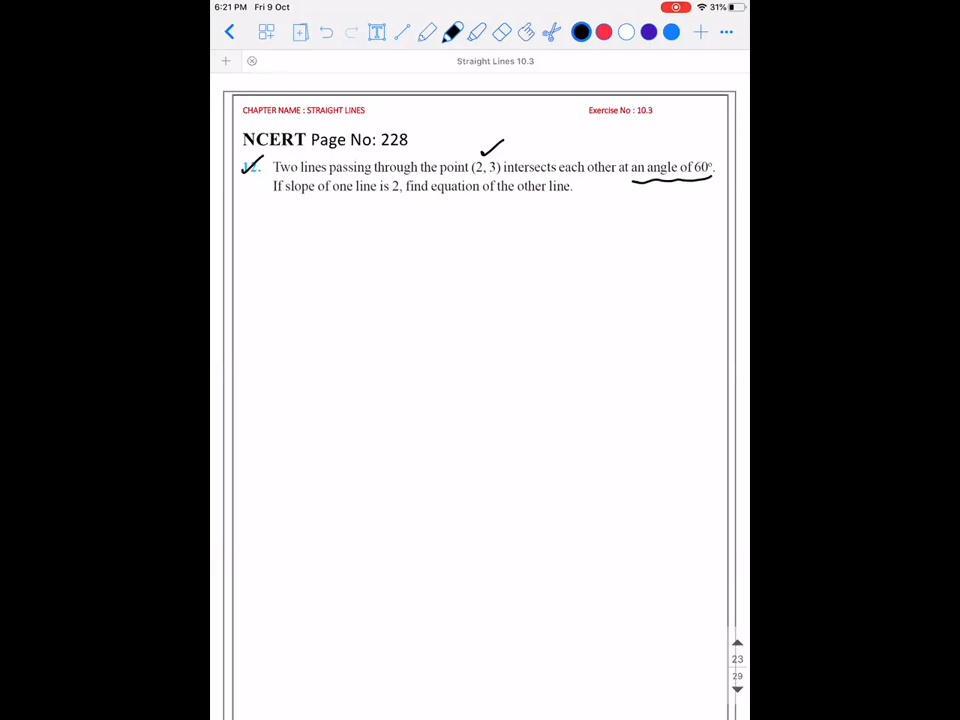 6:21 PM Fri 9 Oct 31%
Straight Lines 10.3
CHAPTER NAME : STRAIGHT LINES Exercise No : 10.3
NCERT Page No: 228
12. Two lines passing through the point (2, 3) intersects each other at an angle of 60°.
If slope of one line is 2, find equation of the other line.
23
29